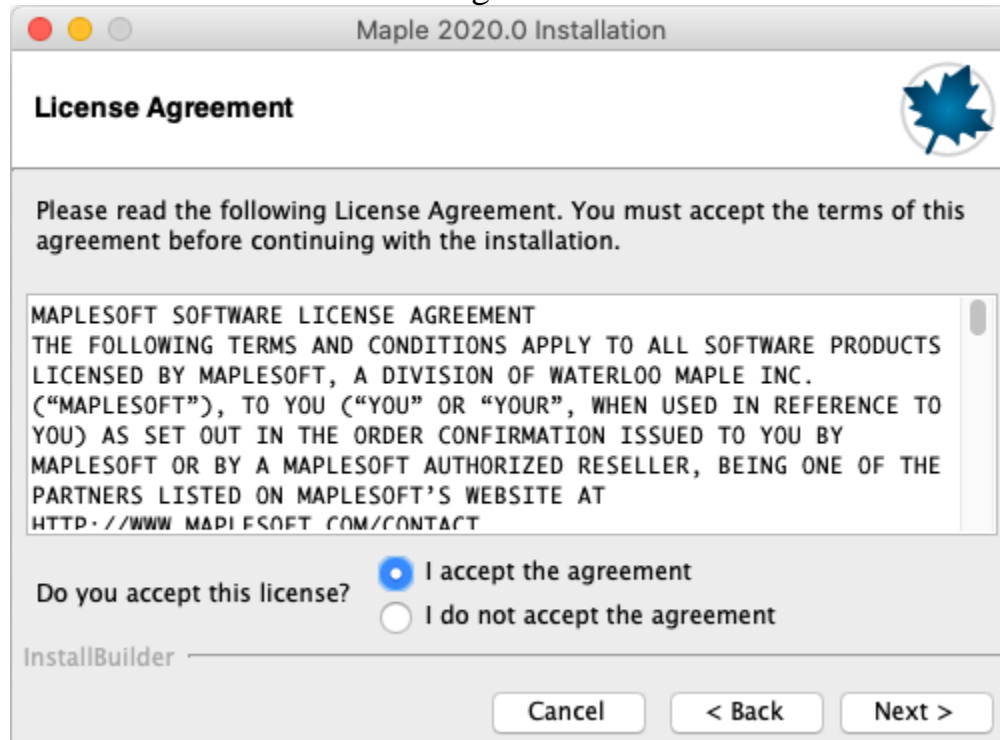 Maple 2020.0 Installation
License Agreement
Please read the following License Agreement. You must accept the terms of this
agreement before continuing with the installation.
MAPLESOFT SOFTWARE LICENSE AGREEMENT
THE FOLLOWING TERMS AND CONDITIONS APPLY TO ALL SOFTWARE PRODUCTS
LICENSED BY MAPLESOFT, A DIVISION OF WATERLOO MAPLE INC.
(“MAPLESOFT”), TO YOU (“YOU” OR “YOUR”, WHEN USED IN REFERENCE TO
YOU) AS SET OUT IN THE ORDER CONFIRMATION ISSUED TO YOU BY
MAPLESOFT OR BY A MAPLESOFT AUTHORIZED RESELLER, BEING ONE OF THE
PARTNERS LISTED ON MAPLESOFT’S WEBSITE AT
HTTP://WWW.MAPLESOFT.COM/CONTACT
Do you accept this license?
I accept the agreement
I do not accept the agreement
InstallBuilder
Cancel
< Back
Next >